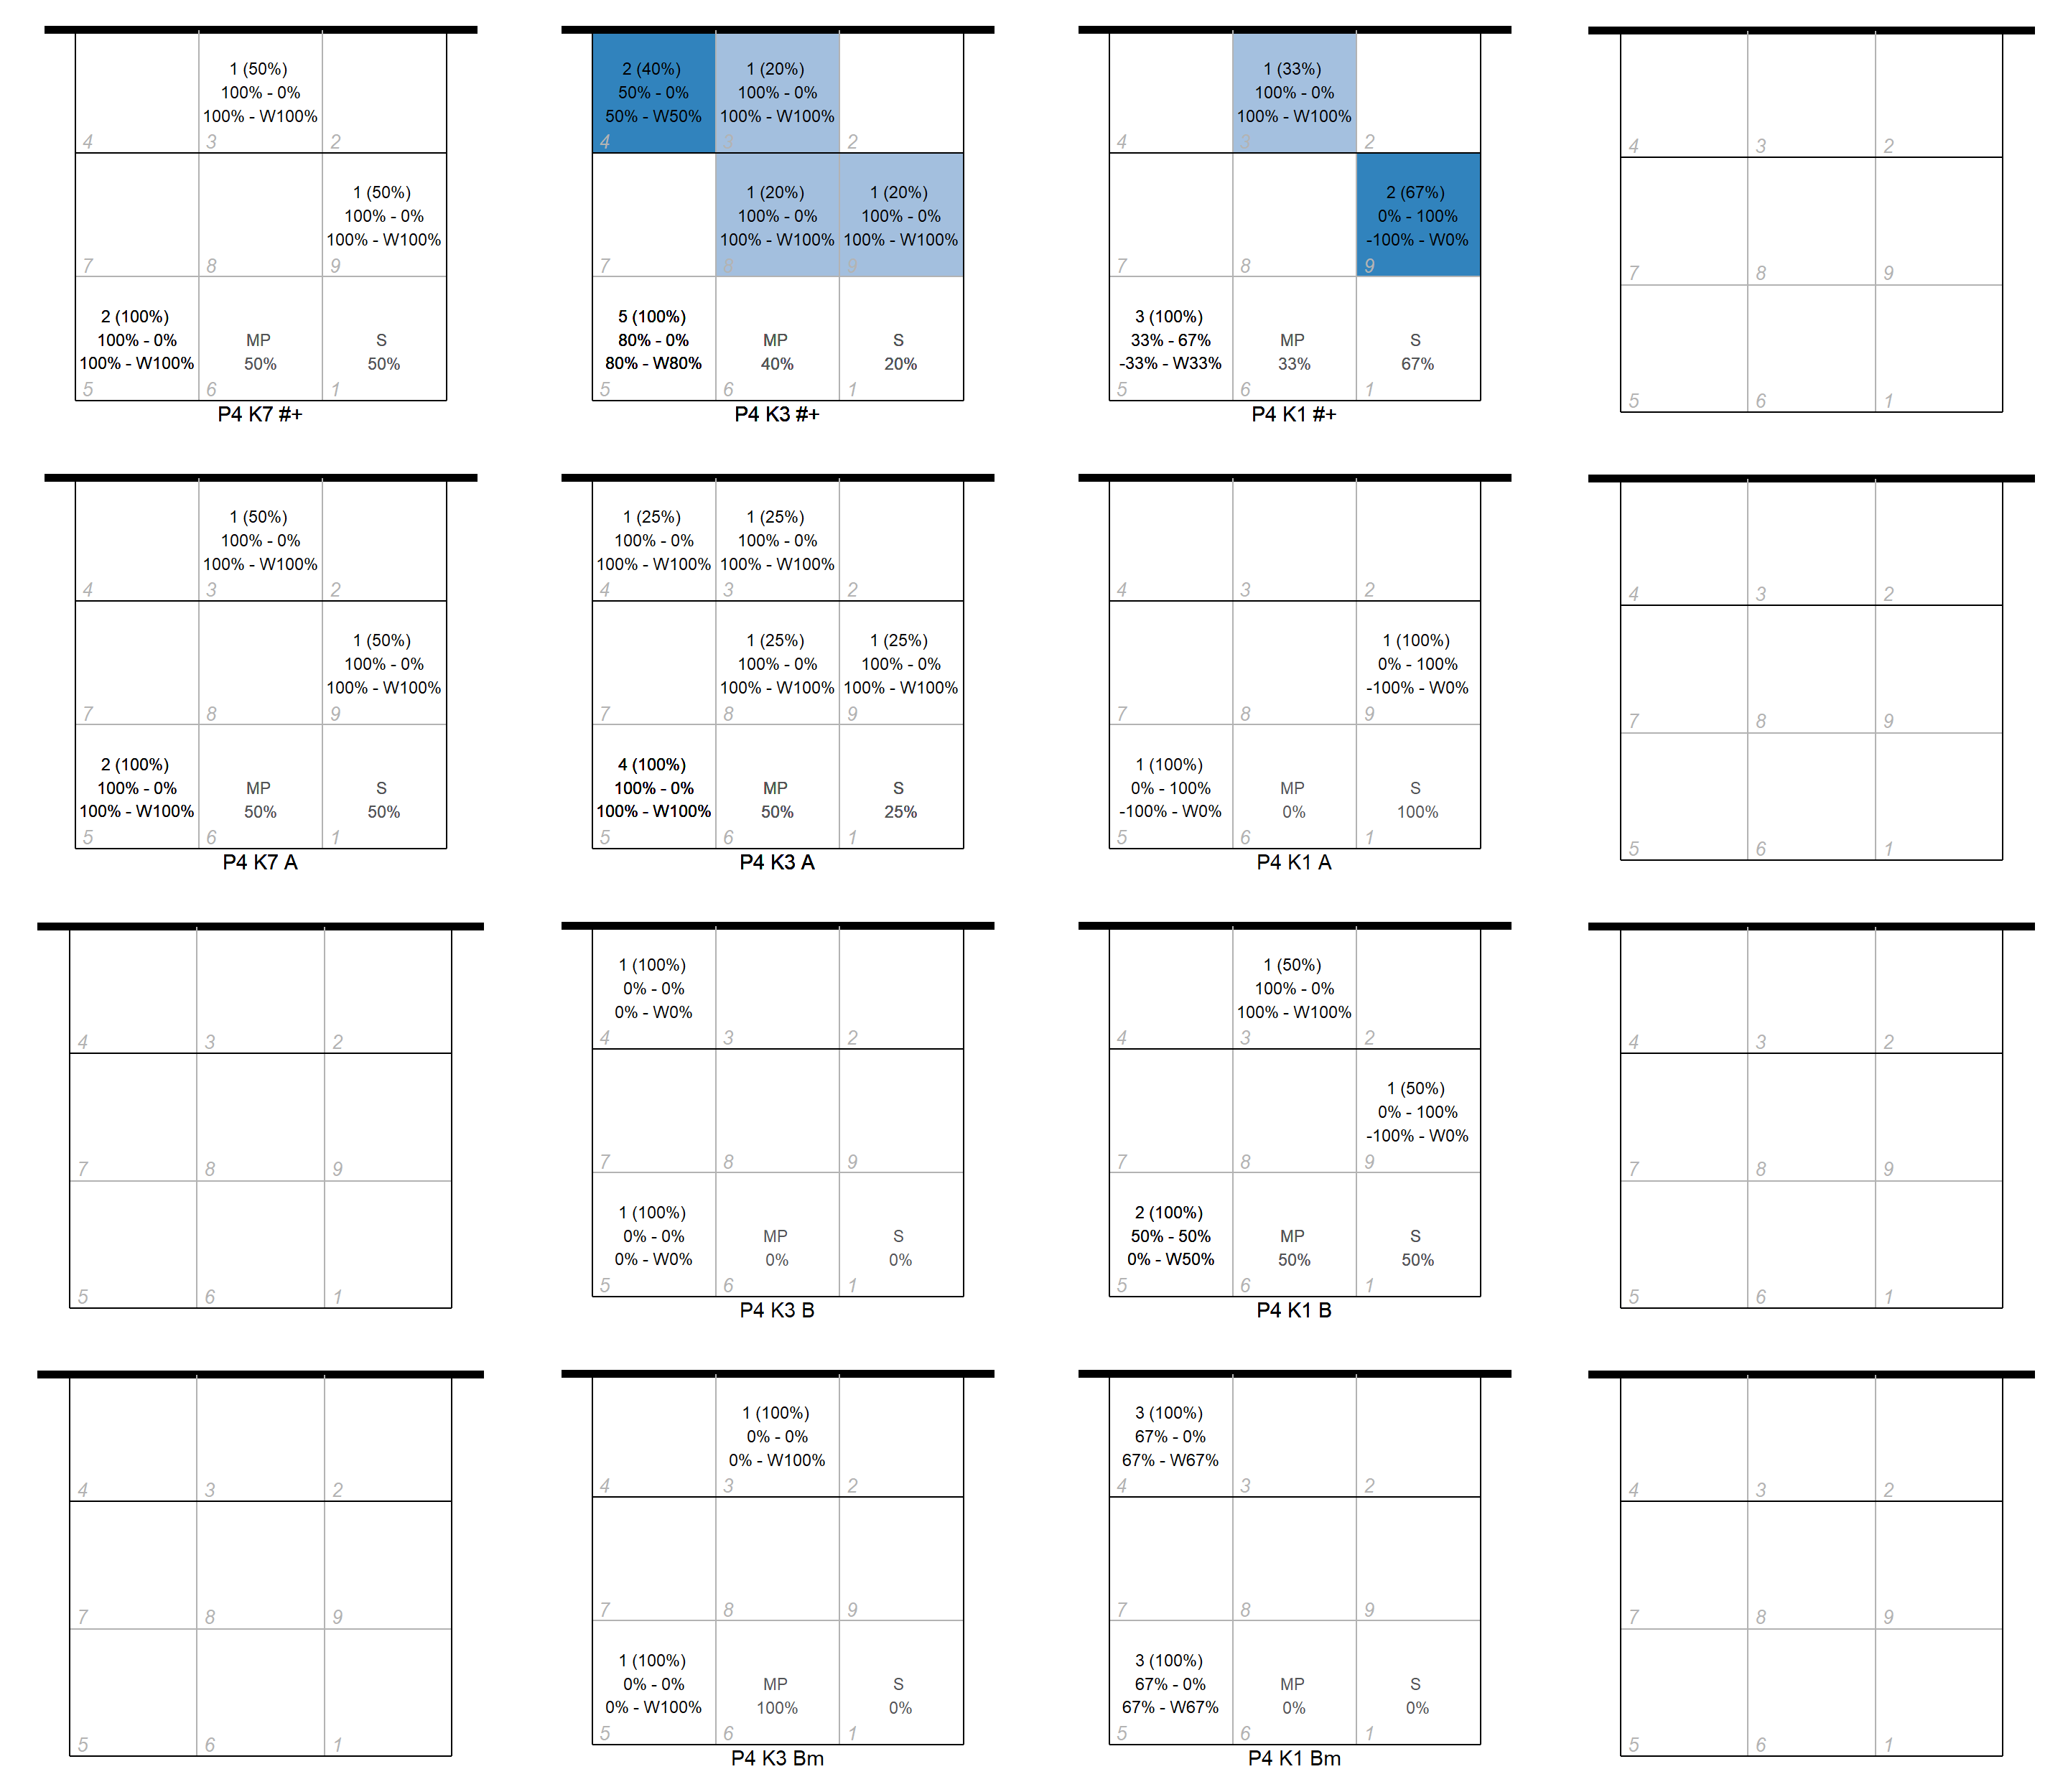 4
1 (50%)
100% - 0%
100% - W100%
3
2
7
8
1 (50%)
100% - 0%
100% - W100%
9
2 (100%)
100% - 0%
100% - W100%
5
MP
50%
6
S
50%
1
P4 K7 #+
2 (40%)
50% - 0%
50% - W50%
4
1 (20%)
100% - 0%
100% - W100%
3
2
7
1 (20%)
100% - 0%
100% - W100%
8
1 (20%)
100% - 0%
100% - W100%
9
5 (100%)
80% - 0%
80% - W80%
5
MP
40%
6
S
20%
1
P4 K3 #+
4
1 (33%)
100% - 0%
100% - W100%
3
2
7
8
2 (67%)
0% - 100%
-100% - W0%
9
3 (100%)
33% - 67%
-33% - W33%
5
MP
33%
6
S
67%
1
P4 K1 #+
4
3
2
7
8
9
5
6
1
4
1 (50%)
100% - 0%
100% - W100%
3
2
7
8
1 (50%)
100% - 0%
100% - W100%
9
2 (100%)
100% - 0%
100% - W100%
5
MP
50%
6
S
50%
1
P4 K7 A
1 (25%)
100% - 0%
100% - W100%
4
1 (25%)
100% - 0%
100% - W100%
3
2
7
1 (25%)
100% - 0%
100% - W100%
8
1 (25%)
100% - 0%
100% - W100%
9
4 (100%)
100% - 0%
100% - W100%
5
MP
50%
6
S
25%
1
P4 K3 A
4
3
2
7
8
1 (100%)
0% - 100%
-100% - W0%
9
1 (100%)
0% - 100%
-100% - W0%
5
MP
0%
6
S
100%
1
P4 K1 A
4
3
2
7
8
9
5
6
1
4
3
2
7
8
9
5
6
1
1 (100%)
0% - 0%
0% - W0%
4
3
2
7
8
9
1 (100%)
0% - 0%
0% - W0%
5
MP
0%
6
S
0%
1
P4 K3 B
4
1 (50%)
100% - 0%
100% - W100%
3
2
7
8
1 (50%)
0% - 100%
-100% - W0%
9
2 (100%)
50% - 50%
0% - W50%
5
MP
50%
6
S
50%
1
P4 K1 B
4
3
2
7
8
9
5
6
1
4
3
2
7
8
9
5
6
1
4
1 (100%)
0% - 0%
0% - W100%
3
2
7
8
9
1 (100%)
0% - 0%
0% - W100%
5
MP
100%
6
S
0%
1
P4 K3 Bm
3 (100%)
67% - 0%
67% - W67%
4
3
2
7
8
9
3 (100%)
67% - 0%
67% - W67%
5
MP
0%
6
S
0%
1
P4 K1 Bm
4
3
2
7
8
9
5
6
1